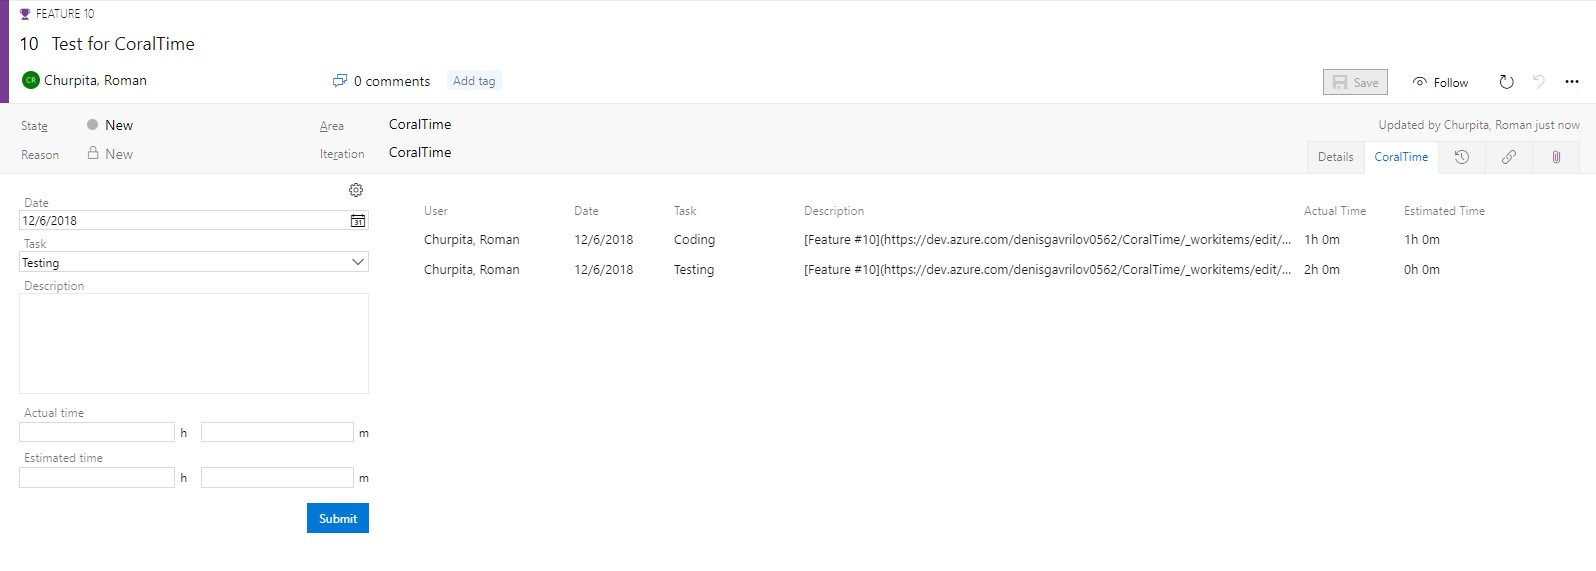 FEATURE 10
10 Test for CoralTime
CR Churpita, Roman 0 comments Add tag Save Follow
State New Area CoralTime Updated by Churpita, Roman just now
Reason New Iteration CoralTime Details CoralTime
Date
12/6/2018 31
Task
Testing
Description
Actual time
h m
Estimated time
h m
Submit
User Date Task Description Actual Time Estimated Time
Churpita, Roman 12/6/2018 Coding [Feature #10](https://dev.azure.com/denisgavrilov0562/CoralTime/_workitems/edit/... 1h 0m 1h 0m
Churpita, Roman 12/6/2018 Testing [Feature #10](https://dev.azure.com/denisgavrilov0562/CoralTime/_workitems/edit/... 2h 0m 0h 0m